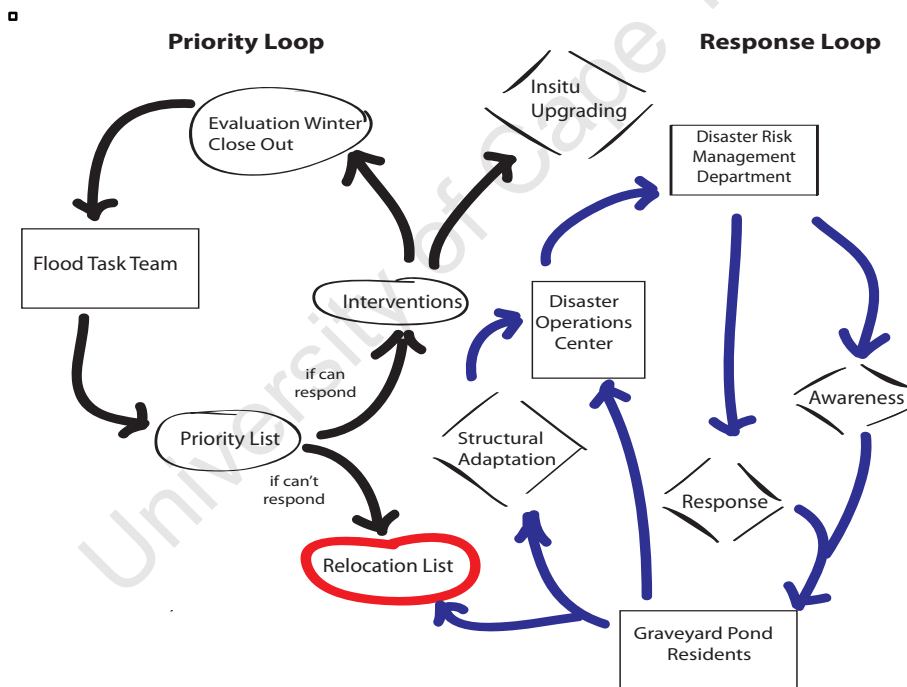 Priority Loop
Response Loop
Insitu
Upgrading
Evaluation Winter
Close Out
Disaster Risk
Management
Department
Flood Task Team
Interventions
Disaster
Operations
Center
if can
respond
Awareness
Priority List
Structural
Adaptation
if can't
respond
Response
Relocation List
Graveyard Pond
Residents
University of Cape T